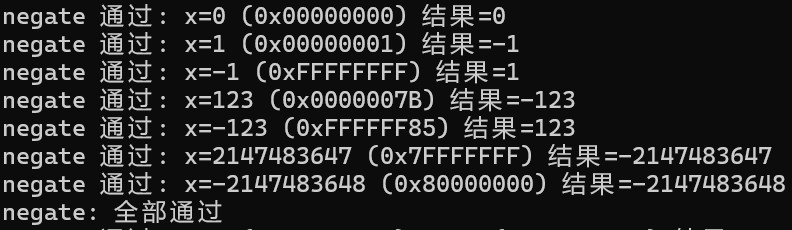 negate 通过: x=0 (0x00000000) 结果=0
negate 通过: x=1 (0x00000001) 结果=-1
negate 通过: x=-1 (0xFFFFFFFF) 结果=1
negate 通过: x=123 (0x0000007B) 结果=-123
negate 通过: x=-123 (0xFFFFFF85) 结果=123
negate 通过: x=2147483647 (0x7FFFFFFF) 结果=-2147483647
negate 通过: x=-2147483648 (0x80000000) 结果=-2147483648
negate: 全部通过